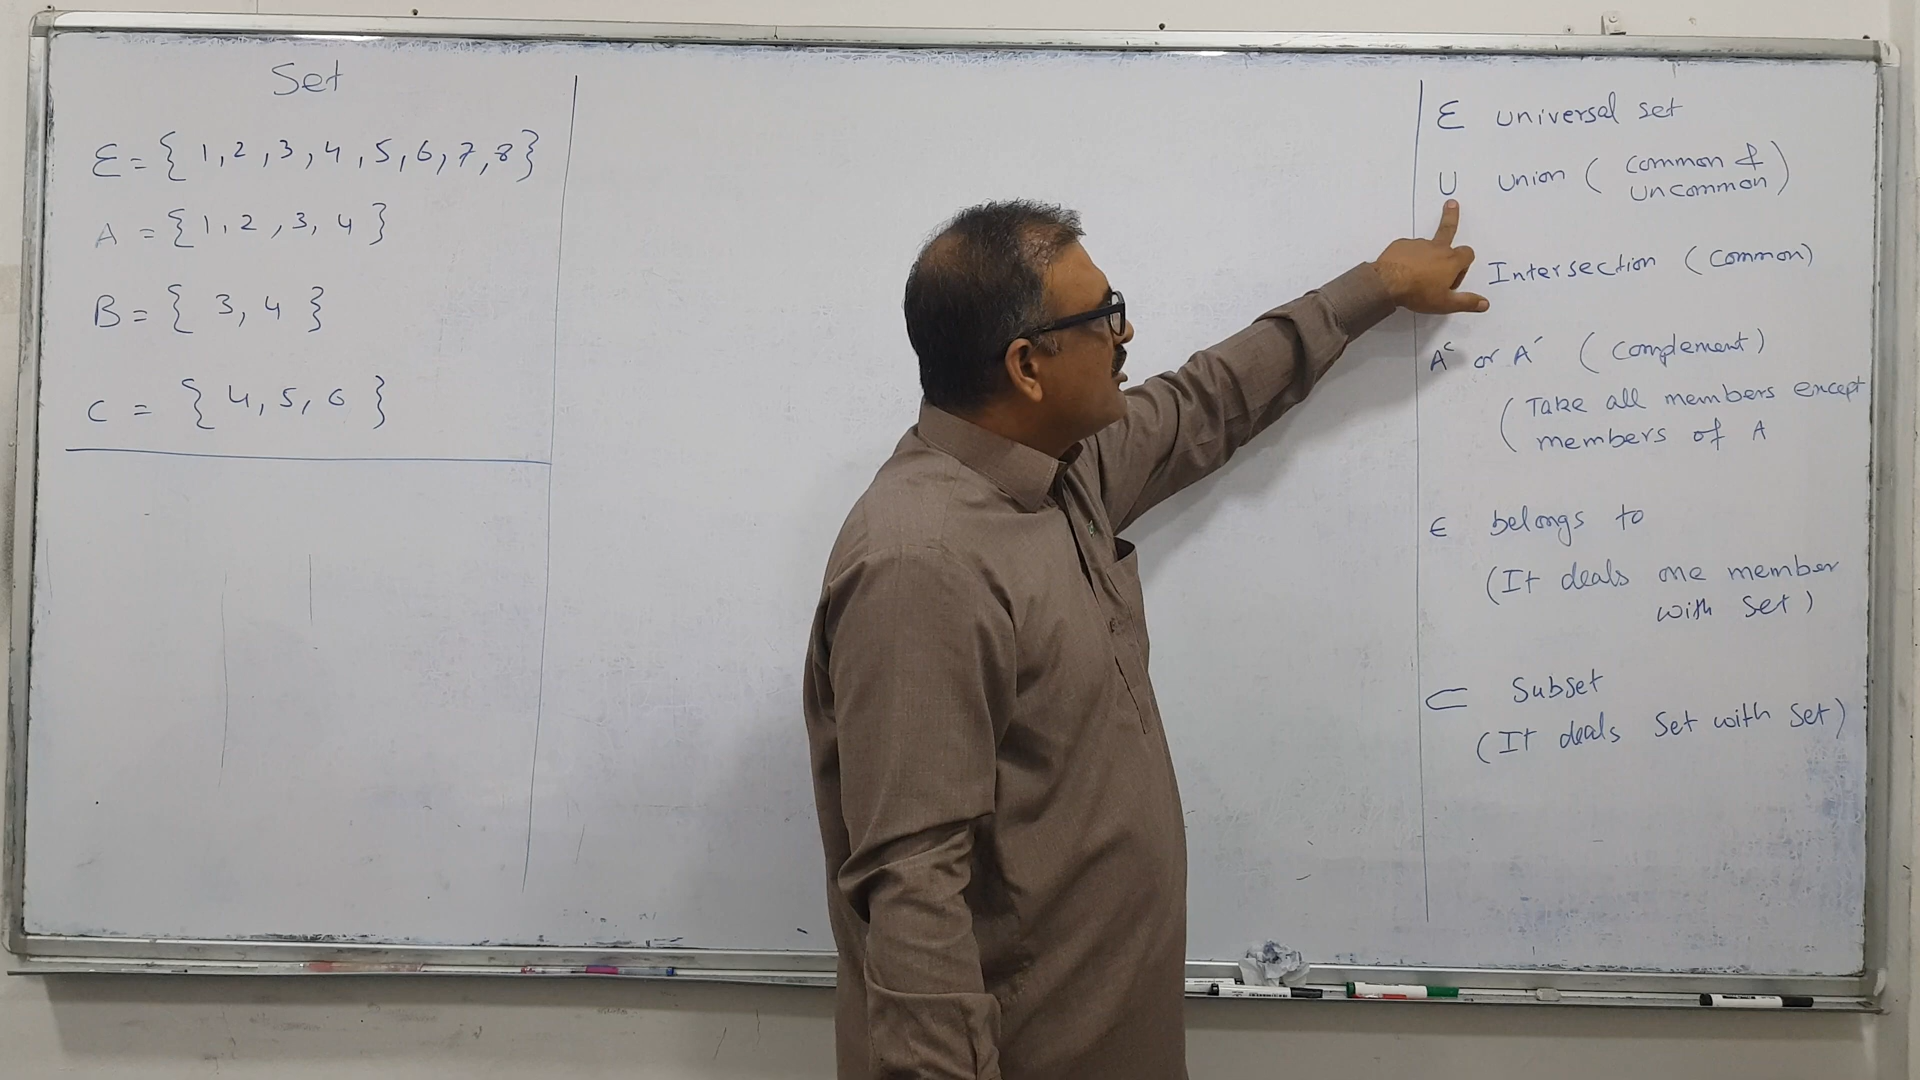 Set
Ɛ = { 1, 2, 3, 4, 5, 6, 7, 8 }
A = { 1, 2, 3, 4 }
B = { 3, 4 }
C = { 4, 5, 6 }
Ɛ universal set
U Union ( Common &
uncommon )
Intersection (common)
Aᶜ or A′ ( Complement )
( Take all members except
members of A
∈ belongs to
( It deals one member
with set )
⊂ Subset
( It deals Set with Set )